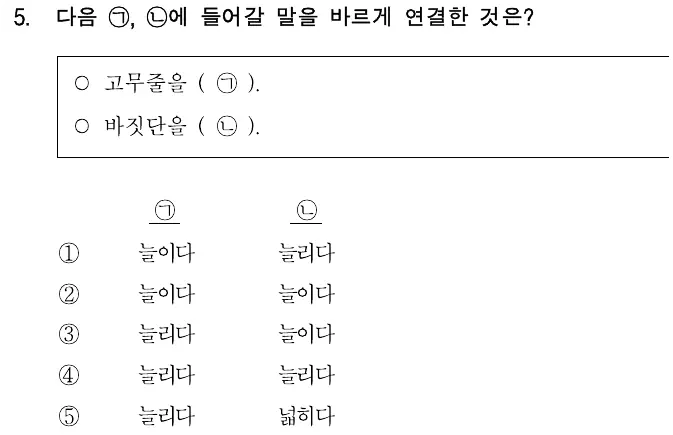 5. 다음 ㉠, ㉡에 들어갈 말을 바르게 연결한 것은?
○ 고무줄을 ( ㉠ ).
○ 바짓단을 ( ㉡ ).
㉠ ㉡
① 늘이다 늘리다
② 늘이다 늘이다
③ 늘리다 늘이다
④ 늘리다 늘리다
⑤ 늘리다 넓히다